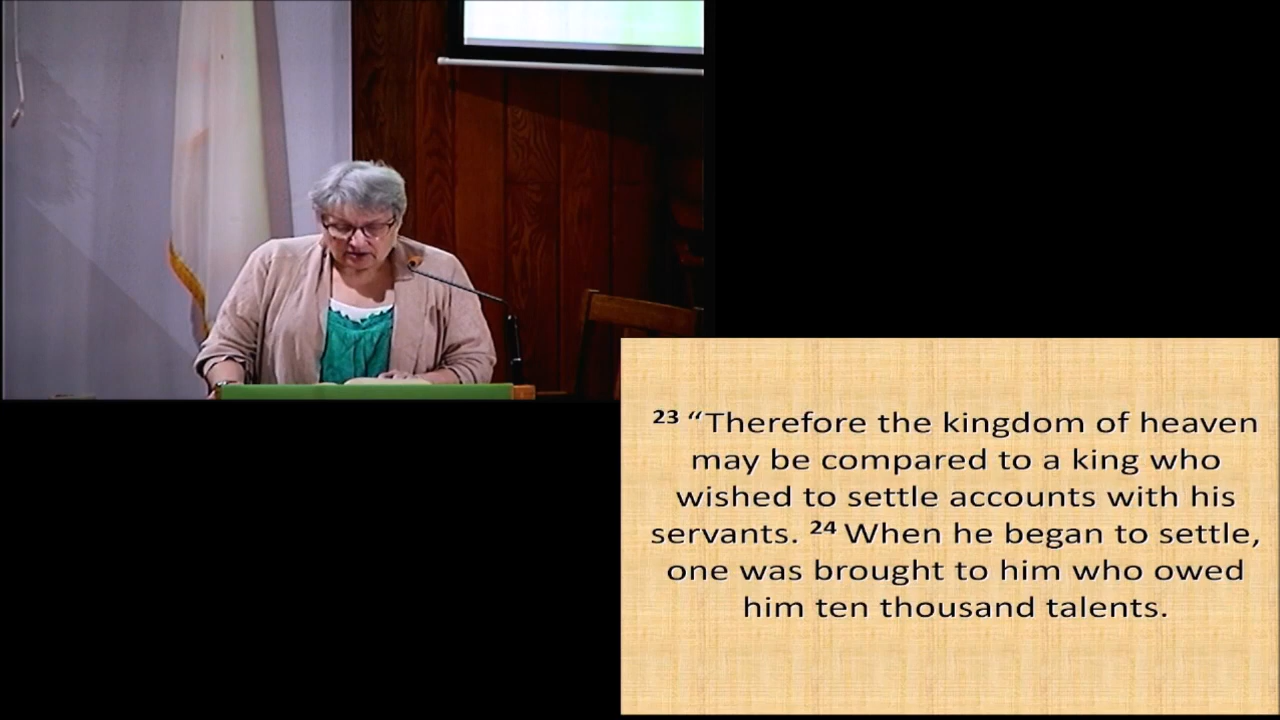 23 “Therefore the kingdom of heaven
may be compared to a king who
wished to settle accounts with his
servants. 24 When he began to settle,
one was brought to him who owed
him ten thousand talents.